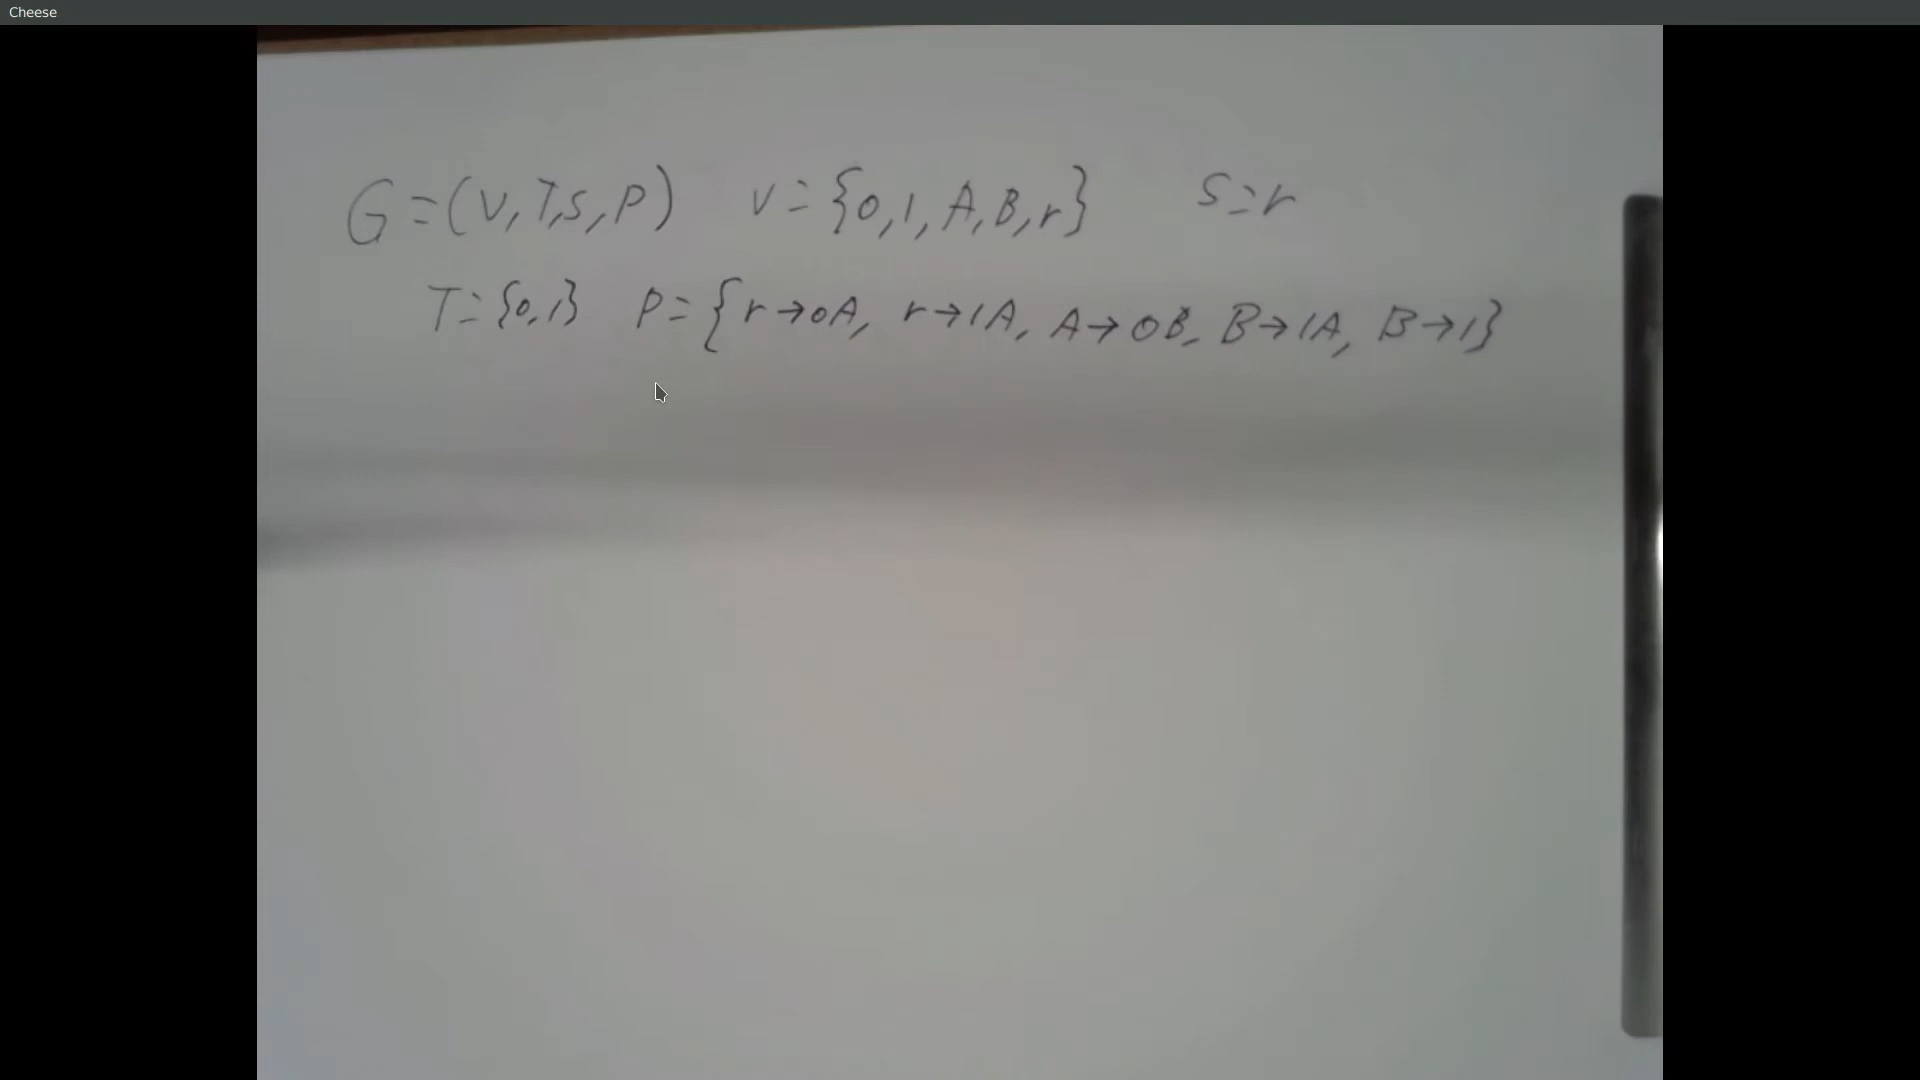 Cheese
G=(V,T,S,P) V={0,1,A,B,r} S=r
T={0,1} P={r→0A, r→1A, A→0B, B→1A, B→1}